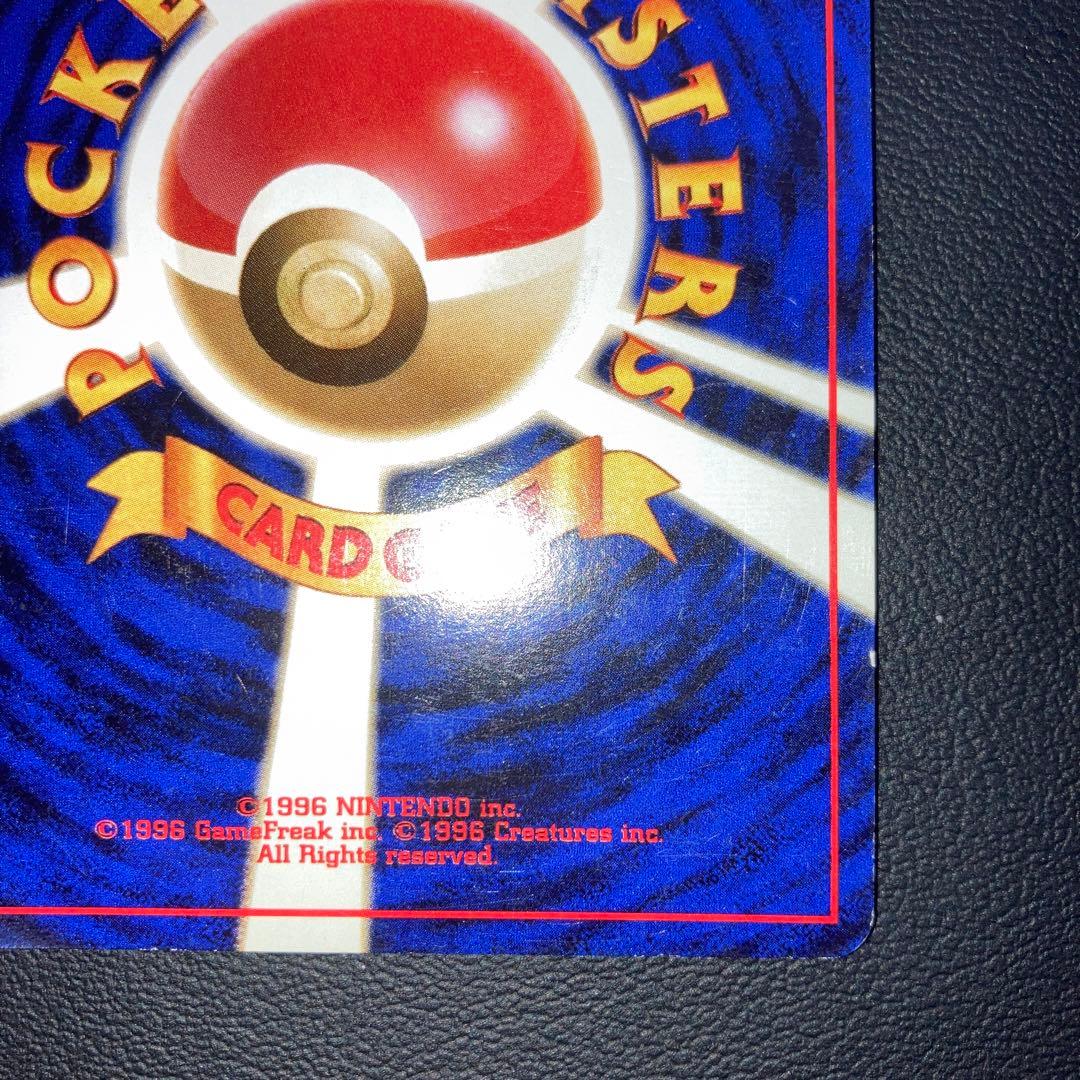 POCKE
STERS
CARD
©1996 NINTENDO inc.
©1996 GameFreak inc. ©1996 Creatures inc.
All Rights reserved.